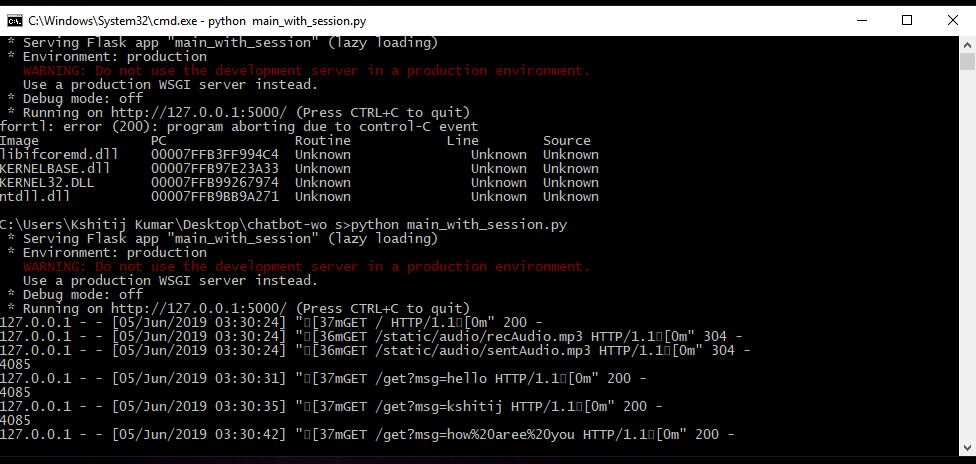 C:\Windows\System32\cmd.exe - python  main_with_session.py
 * Serving Flask app "main_with_session" (lazy loading)
 * Environment: production
   WARNING: Do not use the development server in a production environment.
   Use a production WSGI server instead.
 * Debug mode: off
 * Running on http://127.0.0.1:5000/ (Press CTRL+C to quit)
forrtl: error (200): program aborting due to control-C event
Image              PC                Routine            Line        Source
libifcoremd.dll    00007FFB3FF994C4  Unknown               Unknown  Unknown
KERNELBASE.dll     00007FFB97E23A33  Unknown               Unknown  Unknown
KERNEL32.DLL       00007FFB99267974  Unknown               Unknown  Unknown
ntdll.dll          00007FFB9BB9A271  Unknown               Unknown  Unknown
C:\Users\Kshitij Kumar\Desktop\chatbot-wo s>python main_with_session.py
 * Serving Flask app "main_with_session" (lazy loading)
 * Environment: production
   WARNING: Do not use the development server in a production environment.
   Use a production WSGI server instead.
 * Debug mode: off
 * Running on http://127.0.0.1:5000/ (Press CTRL+C to quit)
127.0.0.1 - - [05/Jun/2019 03:30:24] "▯[37mGET / HTTP/1.1▯[0m" 200 -
127.0.0.1 - - [05/Jun/2019 03:30:24] "▯[36mGET /static/audio/recAudio.mp3 HTTP/1.1▯[0m" 304 -
127.0.0.1 - - [05/Jun/2019 03:30:24] "▯[36mGET /static/audio/sentAudio.mp3 HTTP/1.1▯[0m" 304 -
4085
127.0.0.1 - - [05/Jun/2019 03:30:31] "▯[37mGET /get?msg=hello HTTP/1.1▯[0m" 200 -
4085
127.0.0.1 - - [05/Jun/2019 03:30:35] "▯[37mGET /get?msg=kshitij HTTP/1.1▯[0m" 200 -
4085
127.0.0.1 - - [05/Jun/2019 03:30:42] "▯[37mGET /get?msg=how%20aree%20you HTTP/1.1▯[0m" 200 -